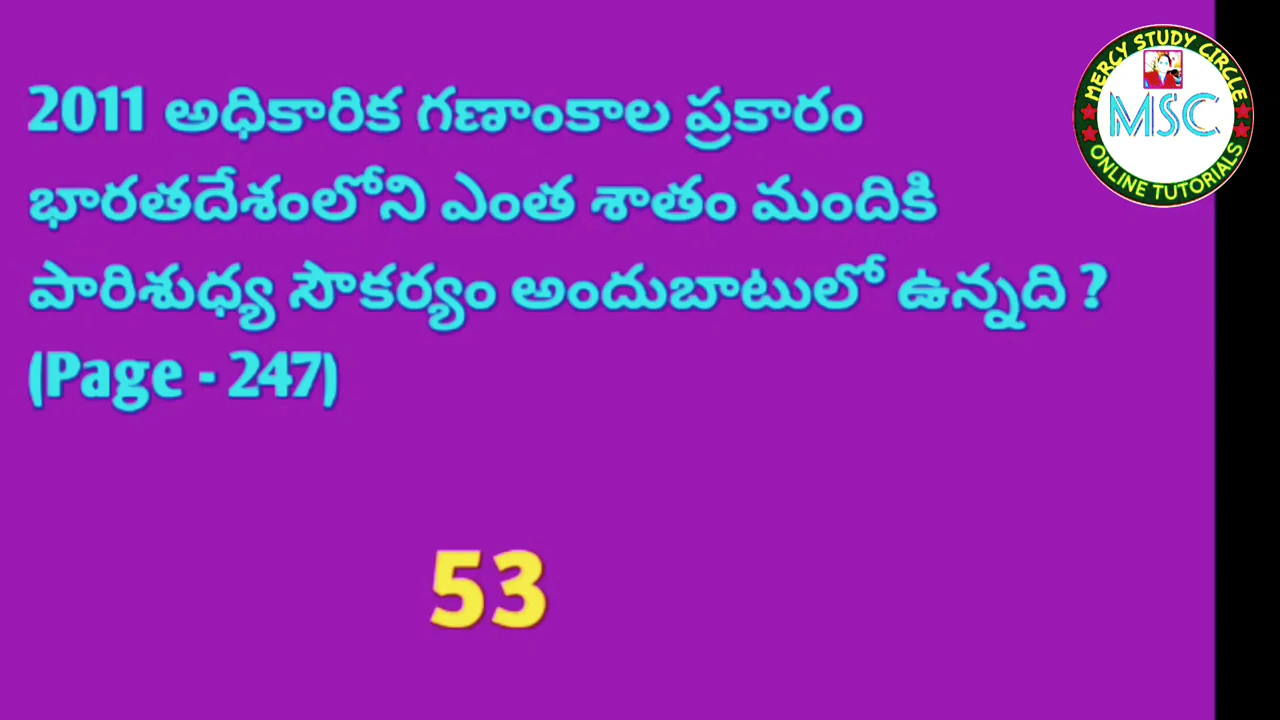 2011 అధికారిక గణాంకాల ప్రకారం
భారతదేశంలోని ఎంత శాతం మందికి
పారిశుధ్య సౌకర్యం అందుబాటులో ఉన్నది ?
(Page - 247)
53
MERCY STUDY CIRCLE
MSC
ONLINE TUTORIALS